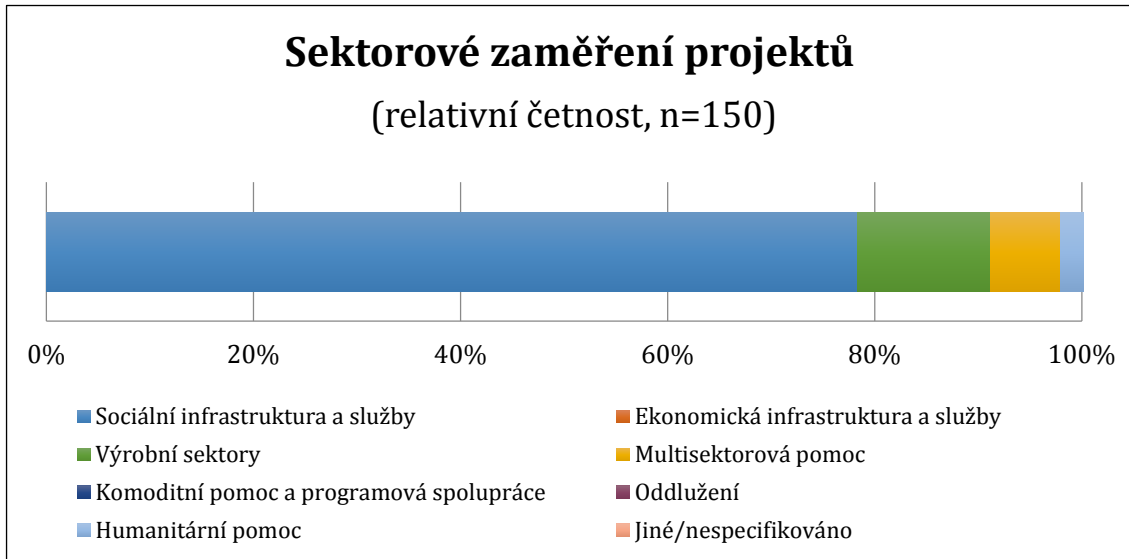 Sektorové zaměření projektů
(relativní četnost, n=150)
0% 20% 40% 60% 80% 100%
Sociální infrastruktura a služby Ekonomická infrastruktura a služby
Výrobní sektory Multisektorová pomoc
Komoditní pomoc a programová spolupráce Oddlužení
Humanitární pomoc Jiné/nespecifikováno